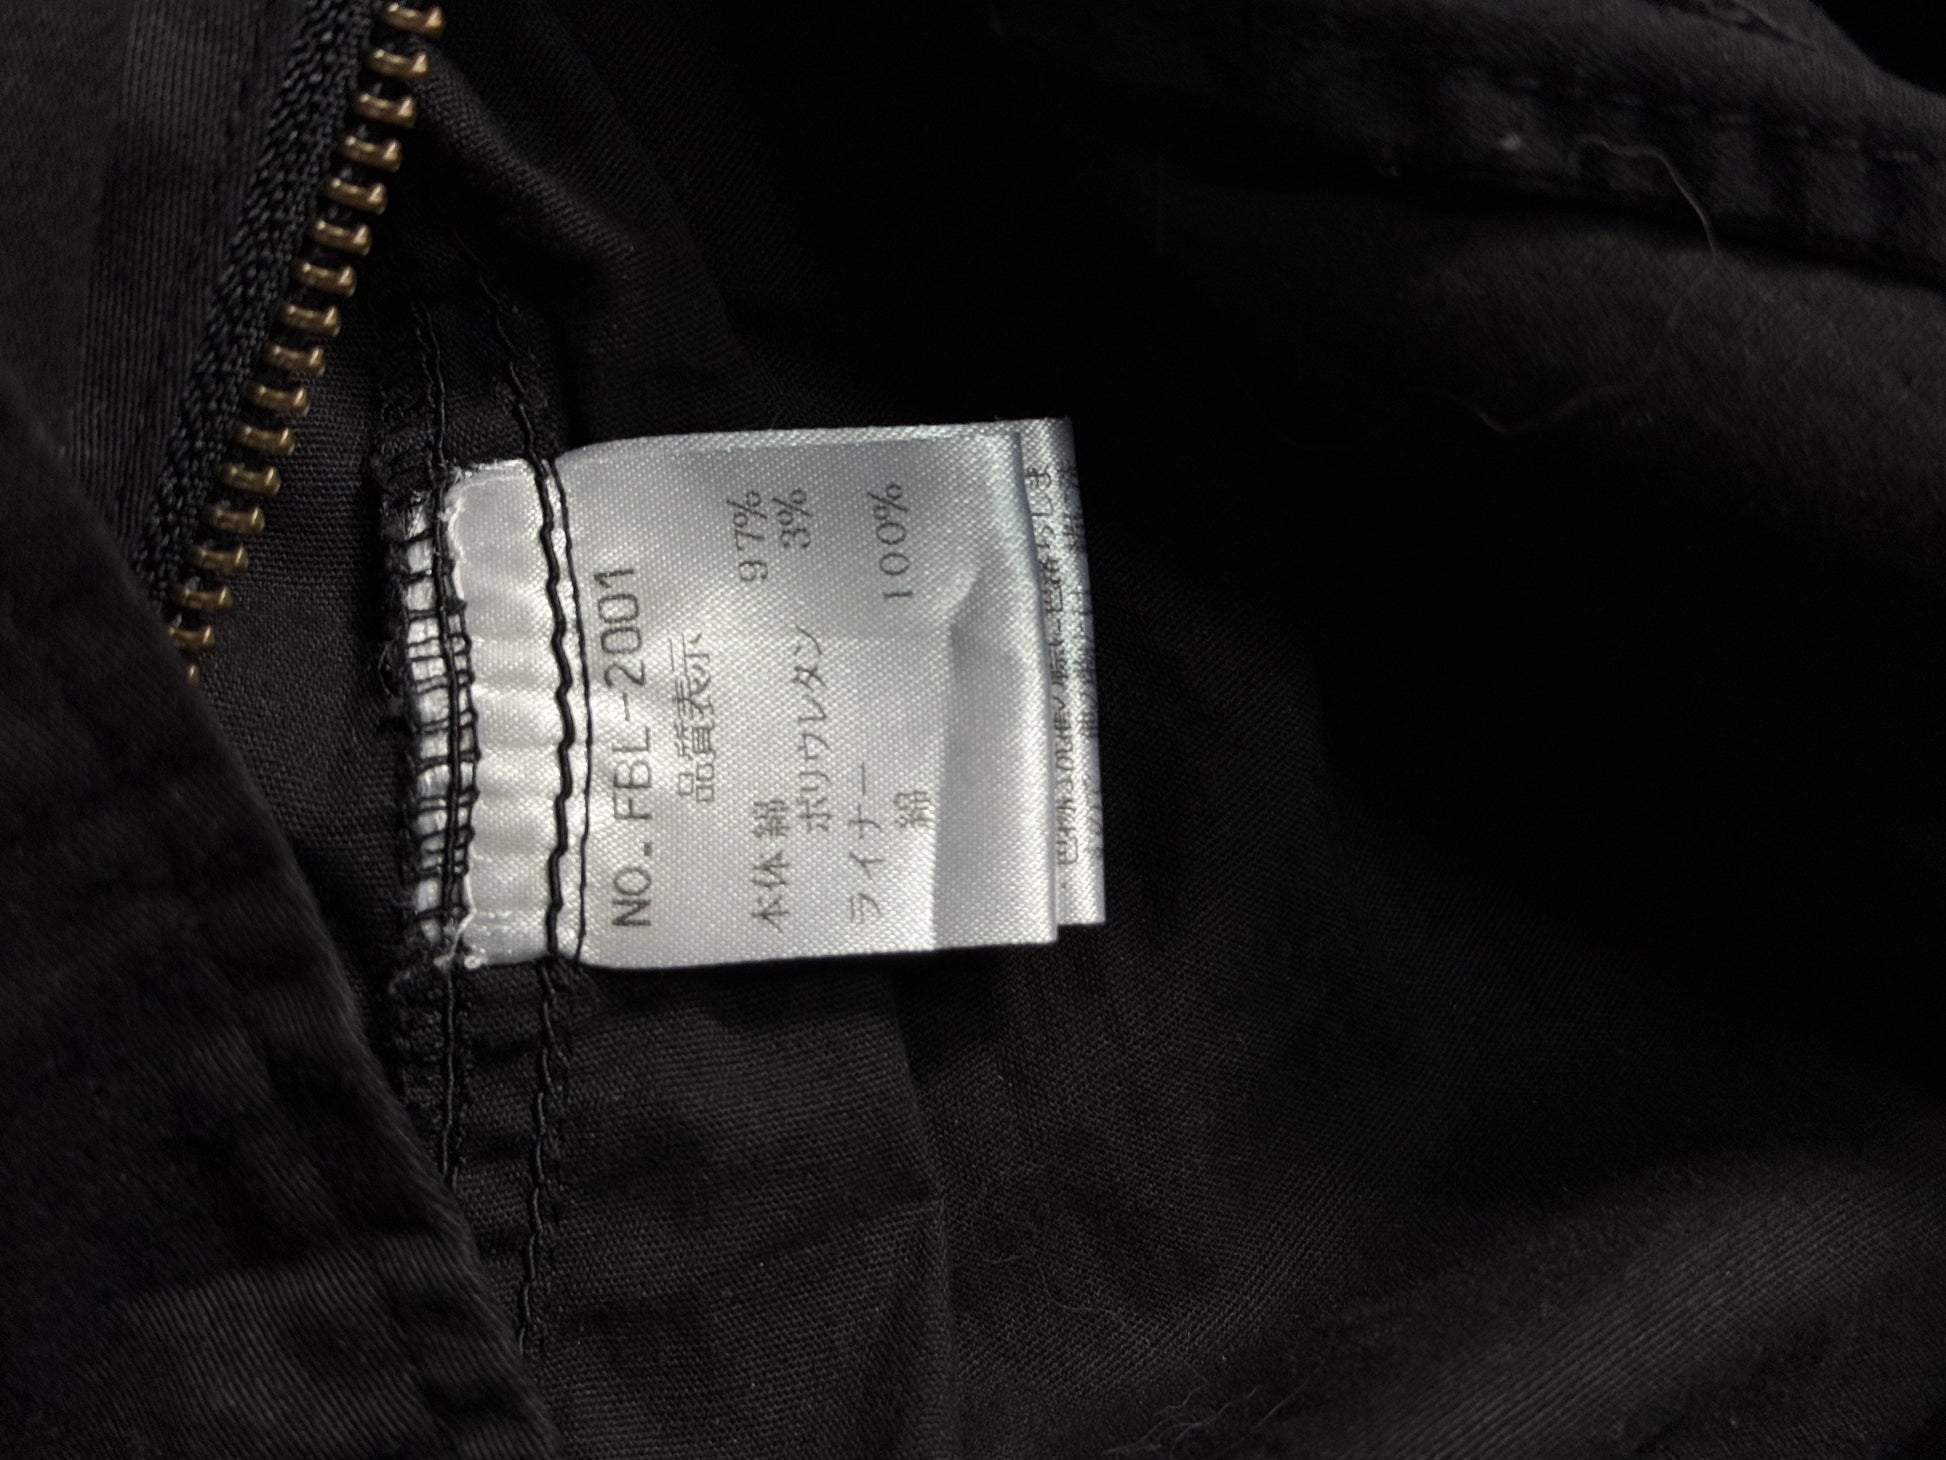 NO. FBL-2001
品質表示
本体 綿 97%
ポリウレタン 3%
ライナー
綿 100%